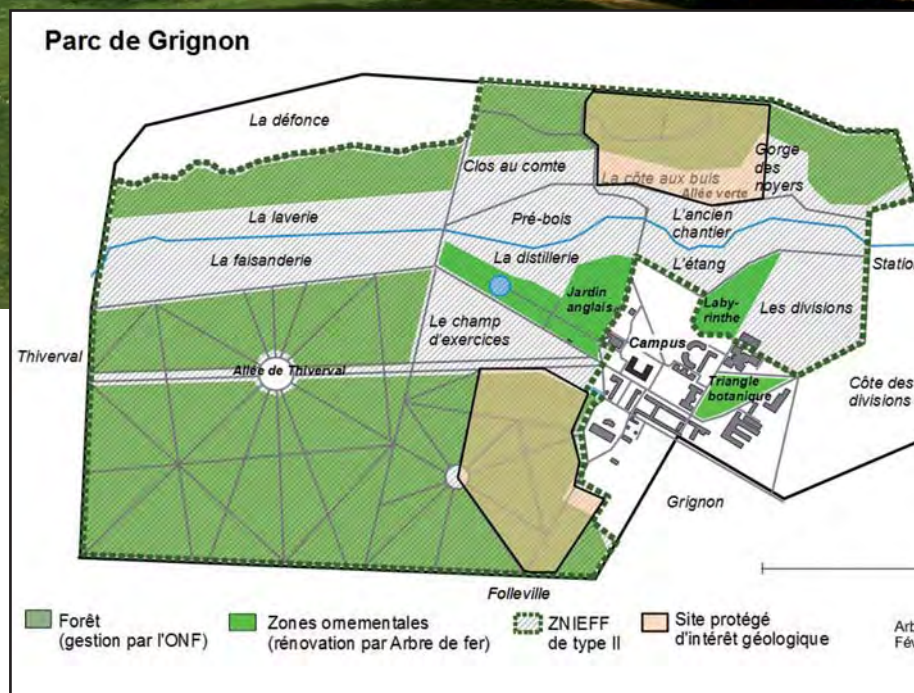 Parc de Grignon
La défonce
Clos au comte
Gorge
des
noyers
La côte aux buis
Allée verte
La laverie
Pré-bois
L'ancien
chantier
La faisanderie
La distillerie
L'étang
Station
Jardin
anglais
Laby-
rinthe
Les divisions
Le champ
d'exercices
Campus
Thiverval
Allée de Thiverval
Triangle
botanique
Côte des
divisions
Grignon
Folleville
Forêt
(gestion par l'ONF)
Zones ornementales
(rénovation par Arbre de fer)
ZNIEFF
de type II
Site protégé
d'intérêt géologique
Arb
Fév